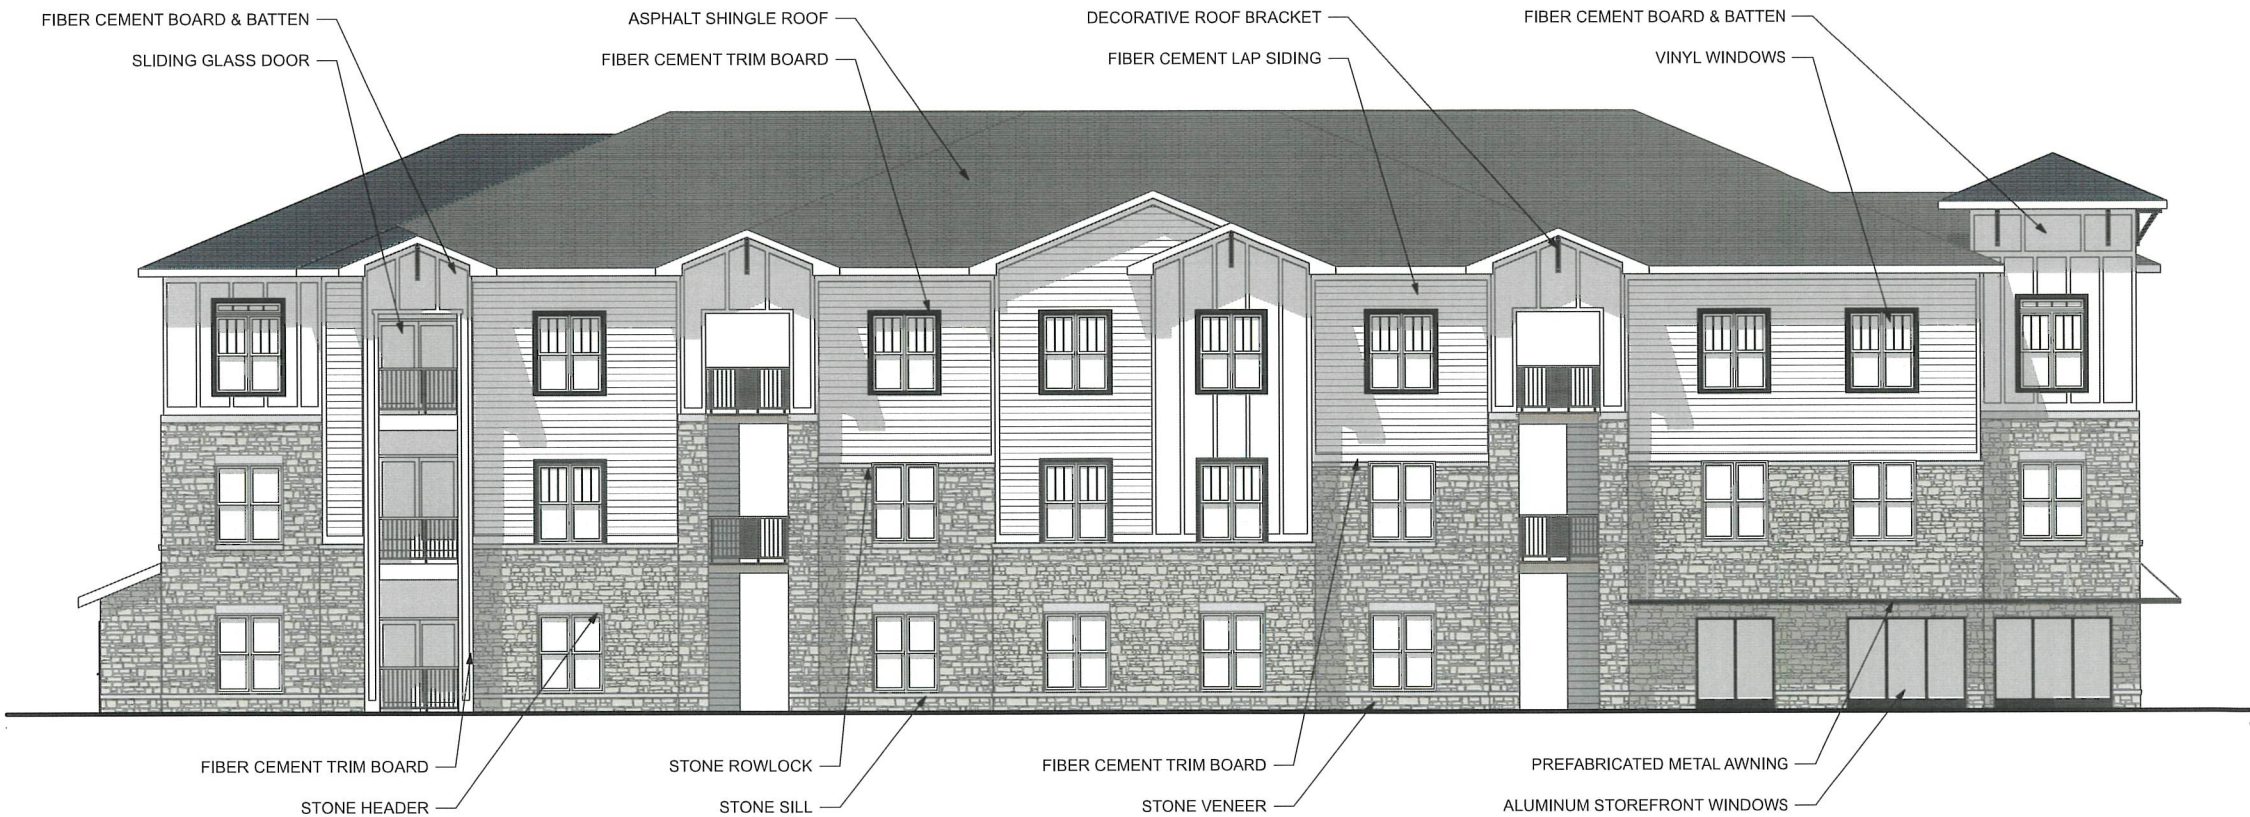 FIBER CEMENT BOARD & BATTEN
ASPHALT SHINGLE ROOF
DECORATIVE ROOF BRACKET
FIBER CEMENT BOARD & BATTEN
SLIDING GLASS DOOR
FIBER CEMENT TRIM BOARD
FIBER CEMENT LAP SIDING
VINYL WINDOWS
FIBER CEMENT TRIM BOARD
STONE ROWLOCK
FIBER CEMENT TRIM BOARD
PREFABRICATED METAL AWNING
STONE HEADER
STONE SILL
STONE VENEER
ALUMINUM STOREFRONT WINDOWS